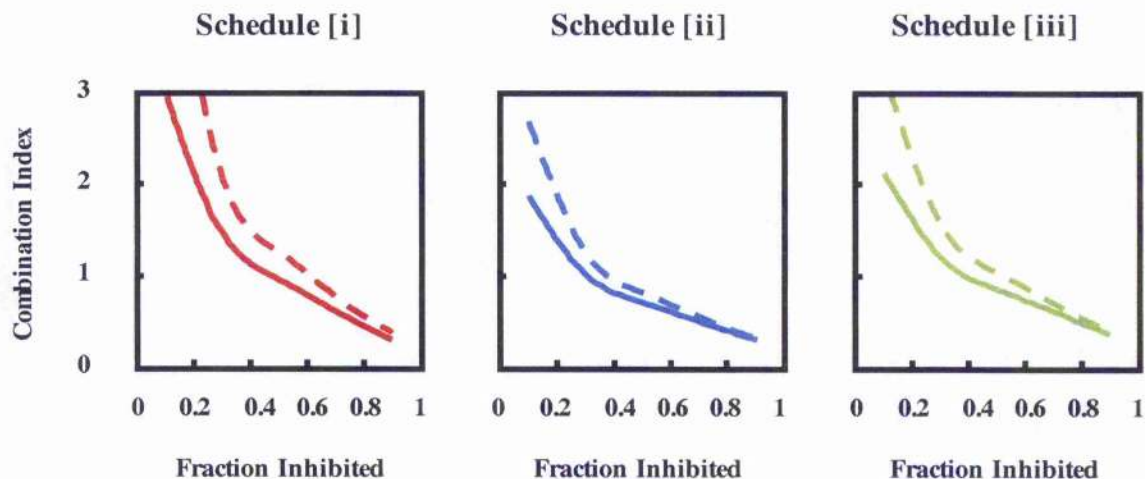 Schedule [i] Schedule [ii] Schedule [iii]
Combination Index
3
2
1
0
0 0.2 0.4 0.6 0.8 1
0 0.2 0.4 0.6 0.8 1
0 0.2 0.4 0.6 0.8 1
Fraction Inhibited Fraction Inhibited Fraction Inhibited